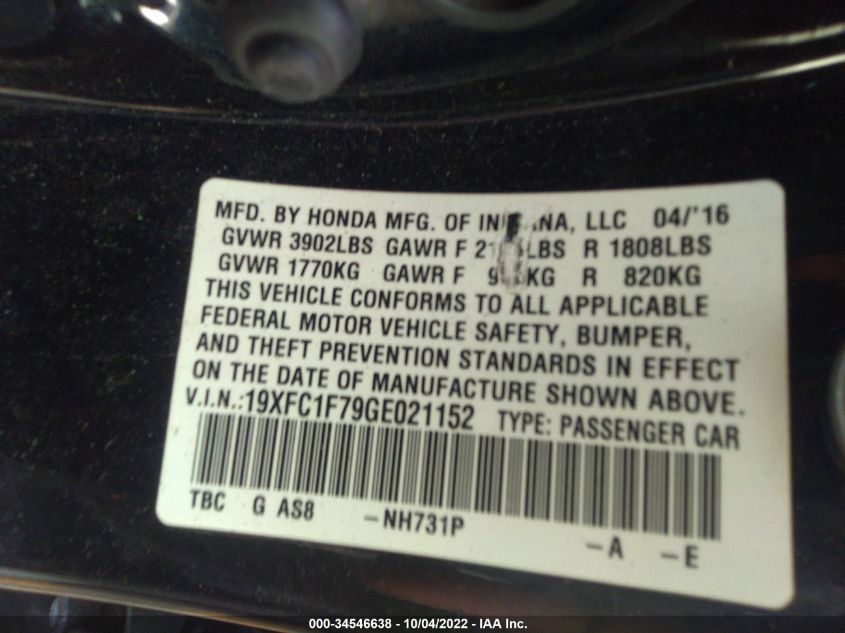 MFD. BY HONDA MFG. OF LLC 04/'16
GVWR 3902LBS GAWR F R 1808LBS
GVWR 1770KG GAWR F R 820KG
THIS VEHICLE CONFORMS TO ALL APPLICABLE
FEDERAL MOTOR VEHICLE SAFETY, BUMPER,
AND THEFT PREVENTION STANDARDS IN EFFECT
ON THE DATE OF MANUFACTURE SHOWN ABOVE.
V.I.N.:19XFC1F79GE021152 TYPE: PASSENGER CAR
TBC G AS8 -NH731P -A -E
000-34546638 - 10/04/2022 - IAA Inc.